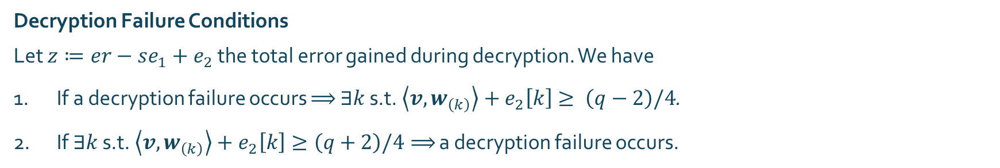 Decryption Failure Conditions
Let z ≔ er − se₁ + e₂ the total error gained during decryption. We have
1. If a decryption failure occurs ⟹ ∃k s.t. ⟨v, w₍ₖ₎⟩ + e₂[k] ≥ (q − 2)/4.
2. If ∃k s.t. ⟨v, w₍ₖ₎⟩ + e₂[k] ≥ (q + 2)/4 ⟹ a decryption failure occurs.